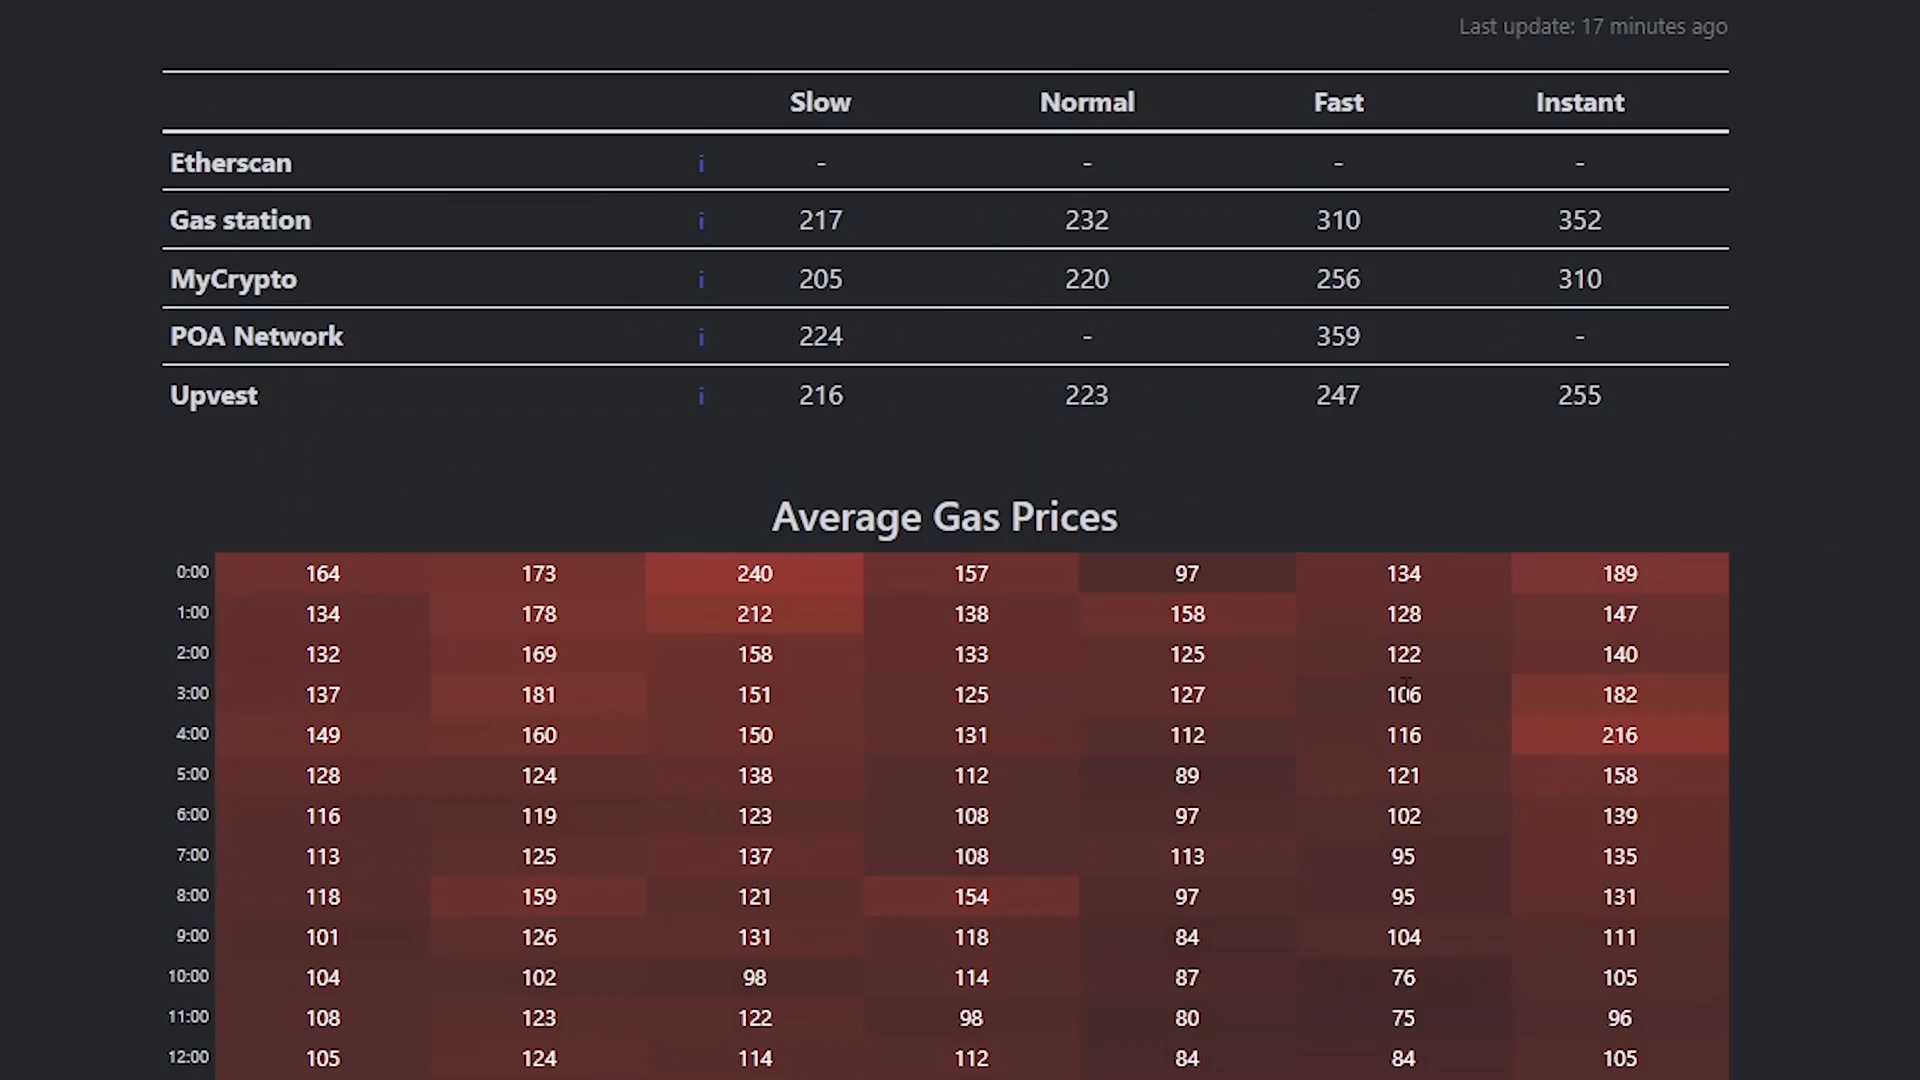 Last update: 17 minutes ago
Slow Normal Fast Instant
Etherscan i - - - -
Gas station i 217 232 310 352
MyCrypto i 205 220 256 310
POA Network i 224 - 359 -
Upvest i 216 223 247 255
Average Gas Prices
0:00 164 173 240 157 97 134 189
1:00 134 178 212 138 158 128 147
2:00 132 169 158 133 125 122 140
3:00 137 181 151 125 127 106 182
4:00 149 160 150 131 112 116 216
5:00 128 124 138 112 89 121 158
6:00 116 119 123 108 97 102 139
7:00 113 125 137 108 113 95 135
8:00 118 159 121 154 97 95 131
9:00 101 126 131 118 84 104 111
10:00 104 102 98 114 87 76 105
11:00 108 123 122 98 80 75 96
12:00 105 124 114 112 84 84 105